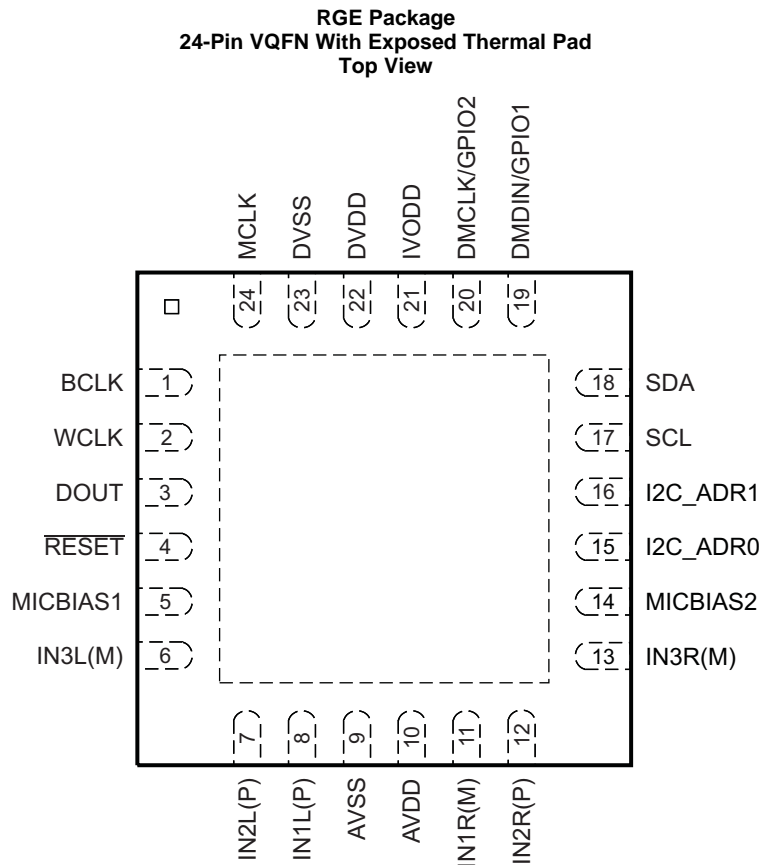 RGE Package
24-Pin VQFN With Exposed Thermal Pad
Top View
MCLK
DVSS
DVDD
IVODD
DMCLK/GPIO2
DMDIN/GPIO1
24
23
22
21
20
19
BCLK 1
WCLK 2
DOUT 3
RESET 4
MICBIAS1 5
IN3L(M) 6
18 SDA
17 SCL
16 I2C_ADR1
15 I2C_ADR0
14 MICBIAS2
13 IN3R(M)
7
8
9
10
11
12
IN2L(P)
IN1L(P)
AVSS
AVDD
IN1R(M)
IN2R(P)